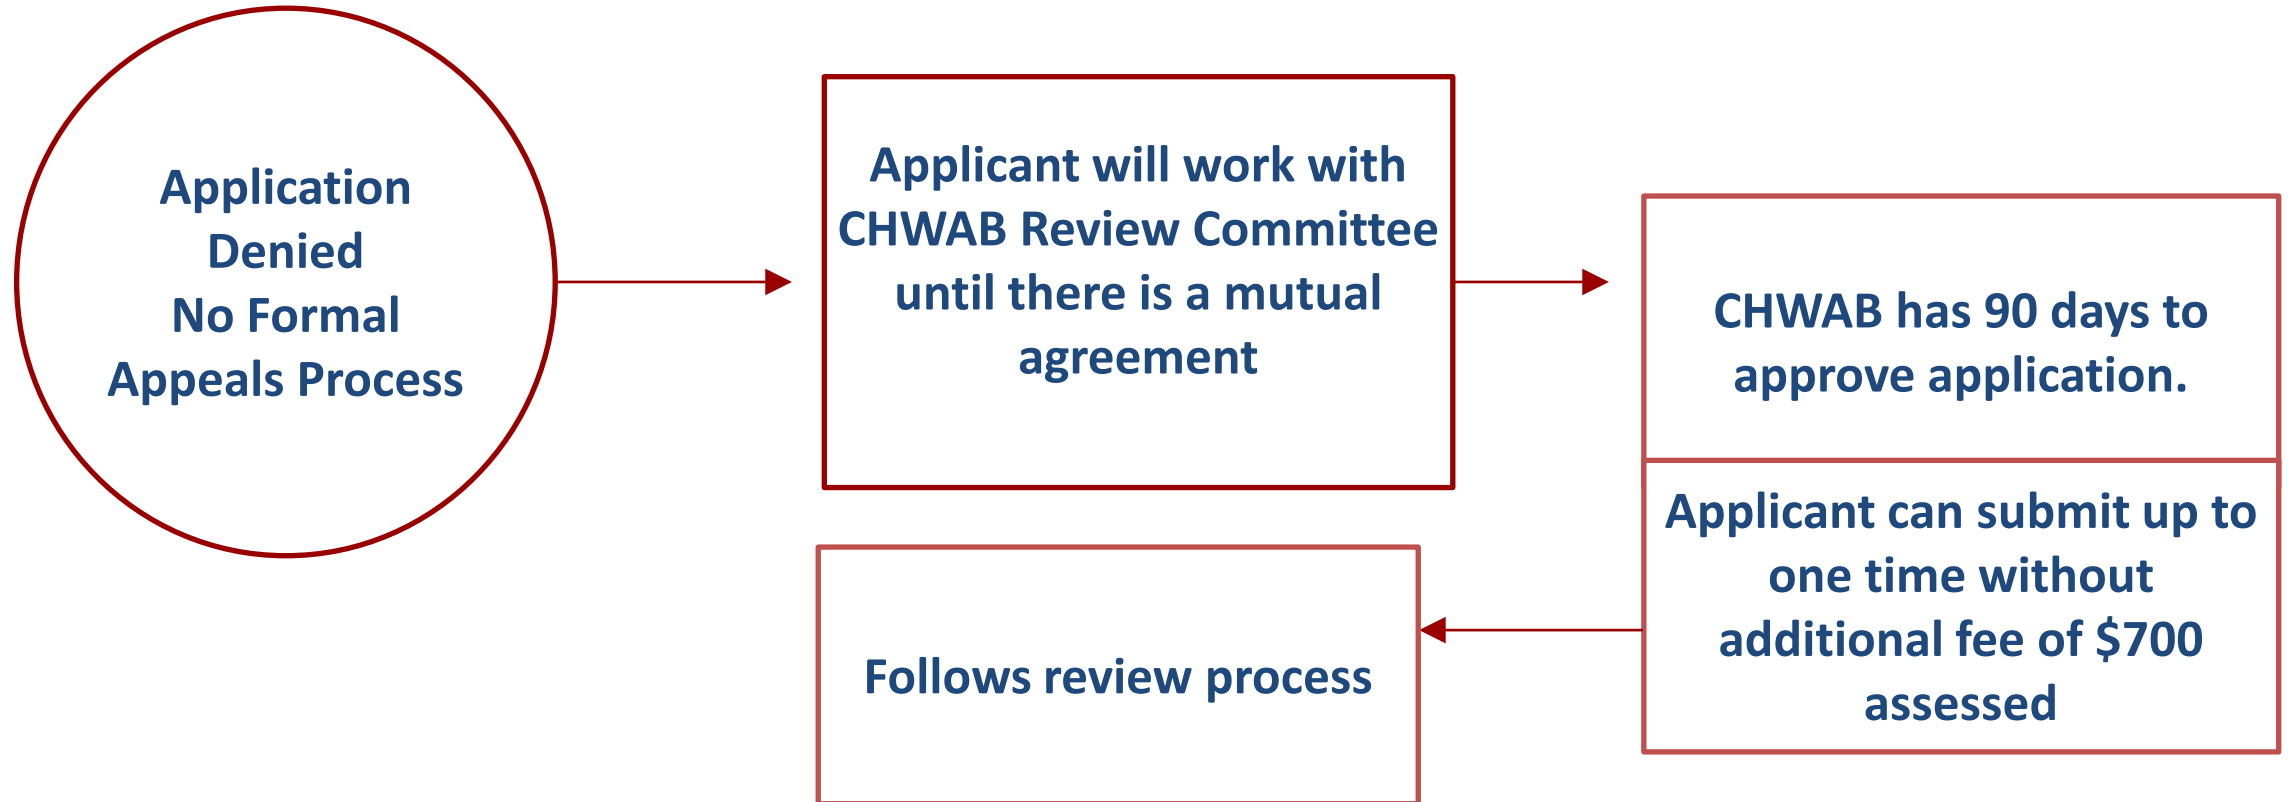 Application
Denied
No Formal
Appeals Process
Applicant will work with
CHWAB Review Committee
until there is a mutual
agreement
CHWAB has 90 days to
approve application.
Applicant can submit up to
one time without
additional fee of $700
assessed
Follows review process